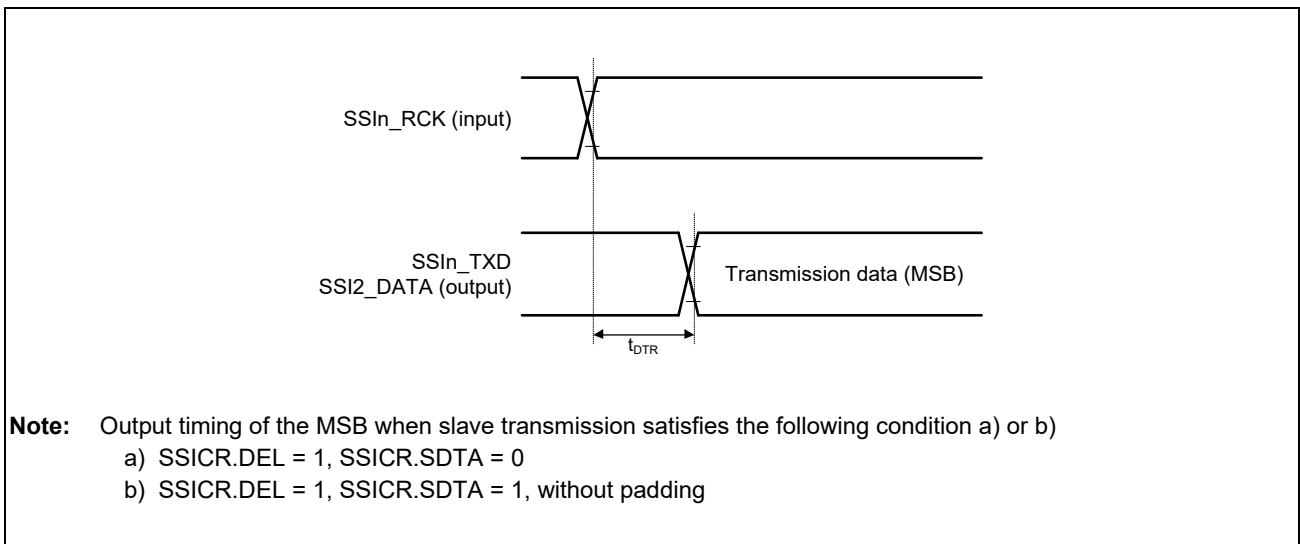 SSIn_RCK (input)
SSIn_TXD
SSI2_DATA (output)
Transmission data (MSB)
tDTR
Note: Output timing of the MSB when slave transmission satisfies the following condition a) or b)
a) SSICR.DEL = 1, SSICR.SDTA = 0
b) SSICR.DEL = 1, SSICR.SDTA = 1, without padding